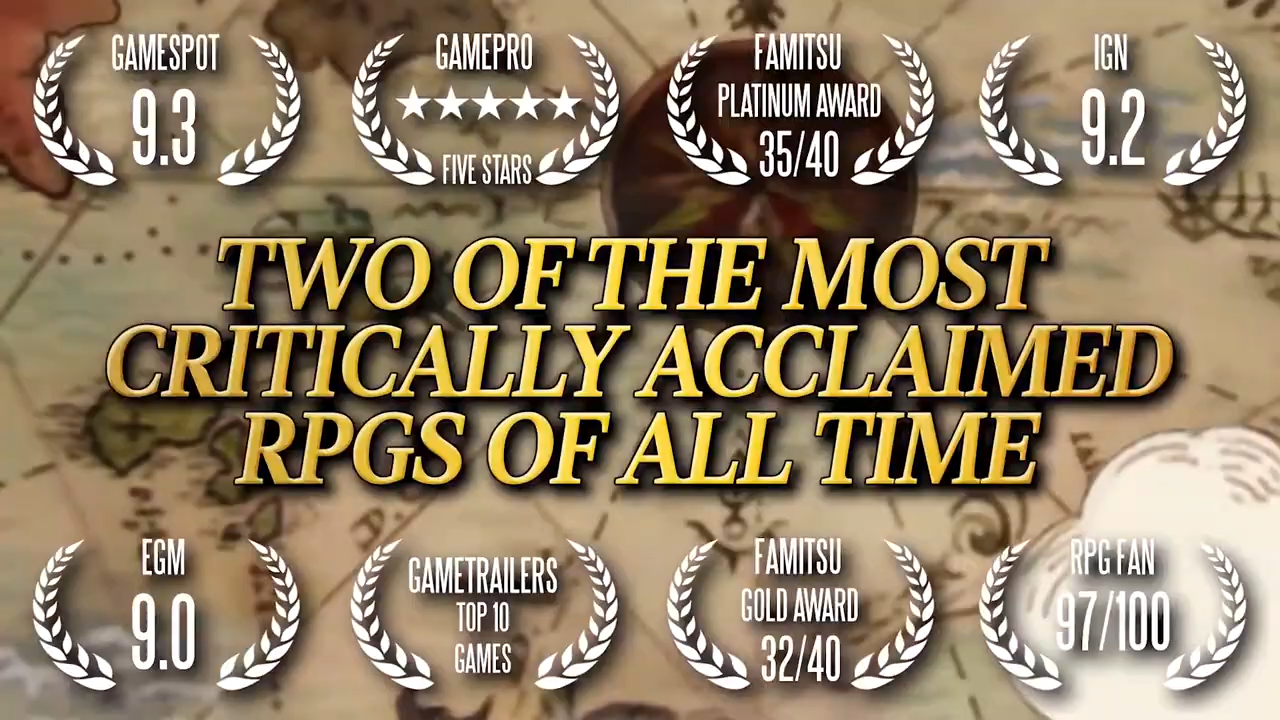 GAMESPOT
9.3
GAMEPRO
★★★★★
FIVE STARS
FAMITSU
PLATINUM AWARD
35/40
IGN
9.2
TWO OF THE MOST
CRITICALLY ACCLAIMED
RPGS OF ALL TIME
EGM
9.0
GAMETRAILERS
TOP 10
GAMES
FAMITSU
GOLD AWARD
32/40
RPG FAN
97/100